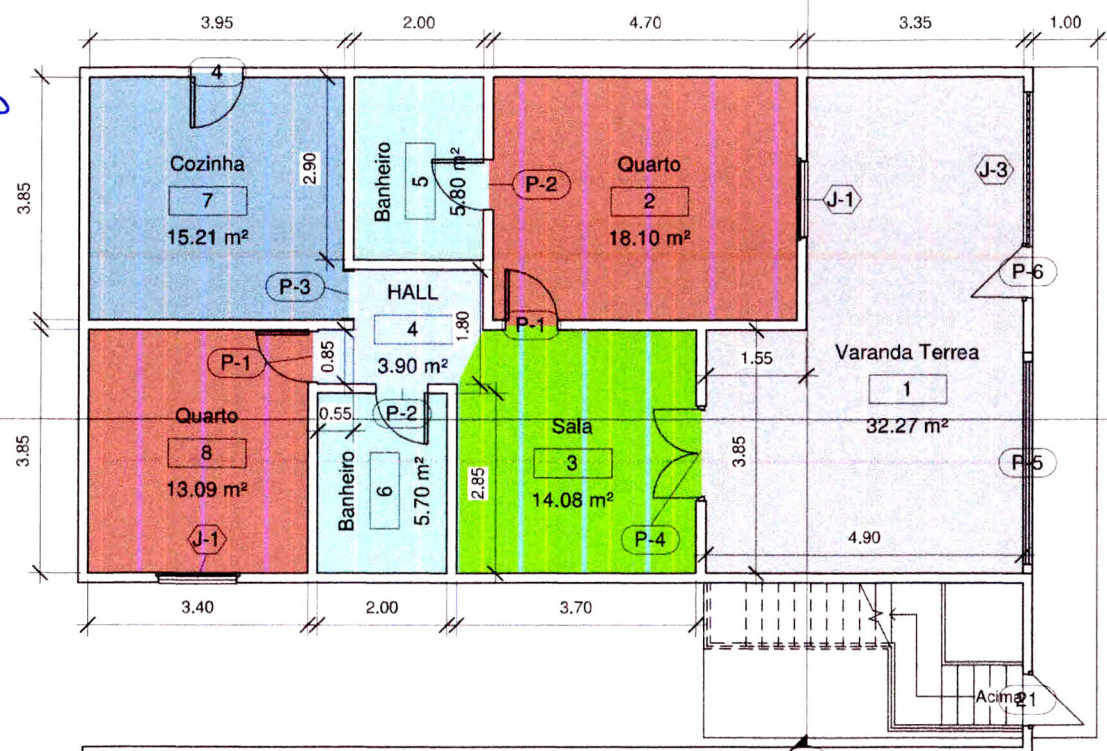 3.95
2.00
4.70
3.35
1.00
3.85
4
Cozinha
7
15.21 m²
2.90
Banheiro
5
5.80 m²
P-2
Quarto
2
18.10 m²
J-1
J-3
P-6
P-3
HALL
4
3.90 m²
1.80
P-1
0.85
P-1
1.55
Varanda Terrea
1
32.27 m²
3.85
Quarto
8
13.09 m²
J-1
0.55
P-2
Banheiro
6
5.70 m²
2.85
Sala
3
14.08 m²
P-4
3.85
P-5
4.90
3.40
2.00
3.70
Acima
21